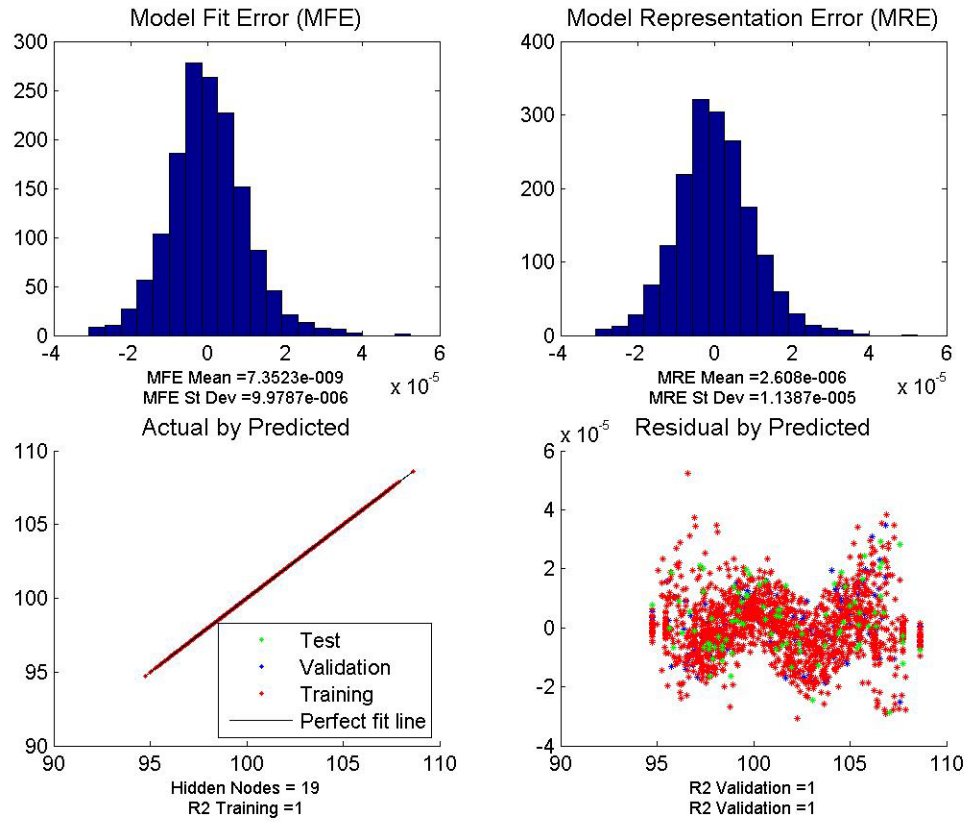 Model Fit Error (MFE)
300
250
200
150
100
50
0
-4
-2
0
2
4
6
x 10-5
MFE Mean =7.3523e-009
MFE St Dev =9.9787e-006
Model Representation Error (MRE)
400
300
200
100
0
-4
-2
0
2
4
6
x 10-5
MRE Mean =2.608e-006
MRE St Dev =1.1387e-005
Actual by Predicted
110
105
100
95
90
90
95
100
105
110
Test
Validation
Training
Perfect fit line
Hidden Nodes = 19
R2 Training =1
Residual by Predicted
x 10-5
6
4
2
0
-2
-4
90
95
100
105
110
R2 Validation =1
R2 Validation =1